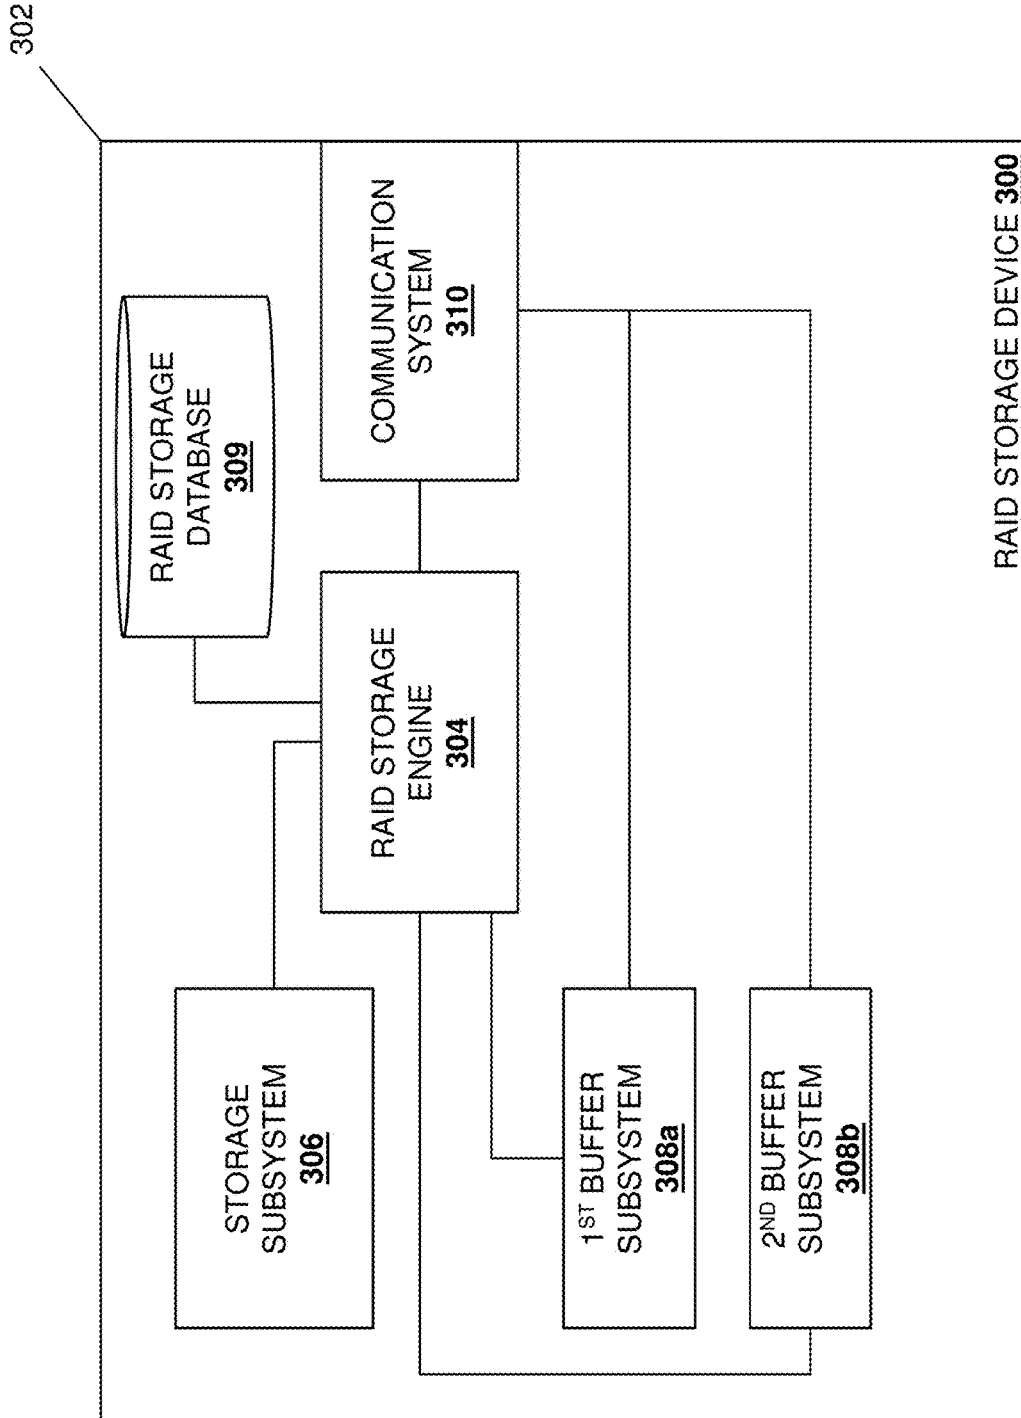 302
RAID STORAGE
DATABASE
309
COMMUNICATION
SYSTEM
310
RAID STORAGE
ENGINE
304
STORAGE
SUBSYSTEM
306
1ST BUFFER
SUBSYSTEM
308a
2ND BUFFER
SUBSYSTEM
308b
RAID STORAGE DEVICE 300